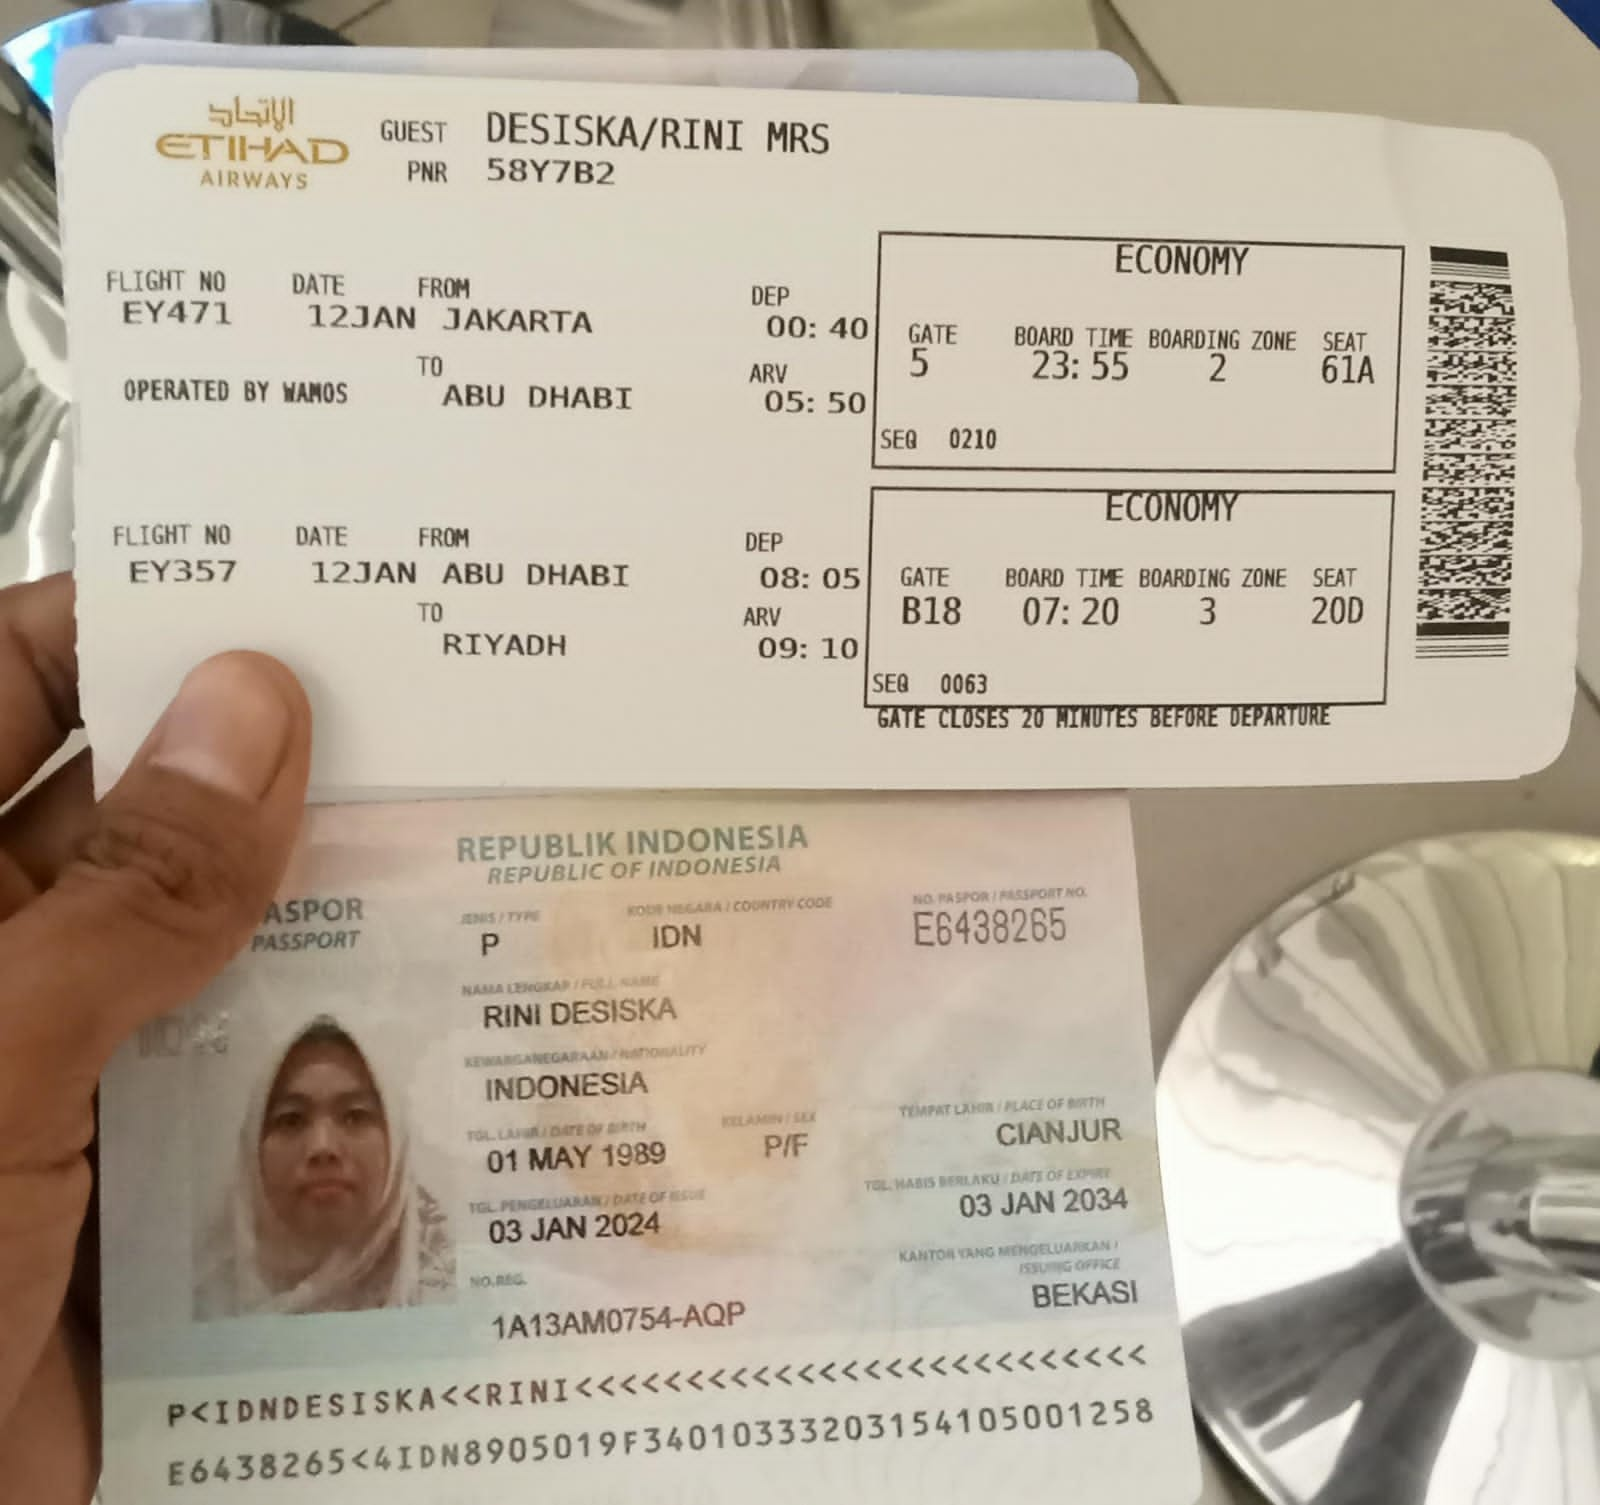 الاتحاد
ETIHAD
AIRWAYS
GUEST DESISKA/RINI MRS
PNR 58Y7B2
FLIGHT NO DATE FROM DEP
EY471 12JAN JAKARTA 00:40
TO ARV
OPERATED BY WAMOS ABU DHABI 05:50
ECONOMY
GATE BOARD TIME BOARDING ZONE SEAT
5 23:55 2 61A
SEQ 0210
FLIGHT NO DATE FROM DEP
EY357 12JAN ABU DHABI 08:05
TO ARV
RIYADH 09:10
ECONOMY
GATE BOARD TIME BOARDING ZONE SEAT
B18 07:20 3 20D
SEQ 0063
GATE CLOSES 20 MINUTES BEFORE DEPARTURE
REPUBLIK INDONESIA
REPUBLIC OF INDONESIA
ASPOR
PASSPORT
JENIS / TYPE KODE NEGARA / COUNTRY CODE NO. PASPOR / PASSPORT NO.
P IDN E6438265
NAMA LENGKAP / FULL NAME
RINI DESISKA
KEWARGANEGARAAN / NATIONALITY
INDONESIA
TGL. LAHIR / DATE OF BIRTH KELAMIN / SEX TEMPAT LAHIR / PLACE OF BIRTH
01 MAY 1989 P/F CIANJUR
TGL. PENGELUARAN / DATE OF ISSUE TGL. HABIS BERLAKU / DATE OF EXPIRY
03 JAN 2024 03 JAN 2034
NO. REG. KANTOR YANG MENGELUARKAN /
ISSUING OFFICE
1A13AM0754-AQP BEKASI
P<IDNDESISKA<<RINI<<<<<<<<<<<<<<<<<<<<<<<<<<
E6438265<4IDN8905019F34010333203154105001258